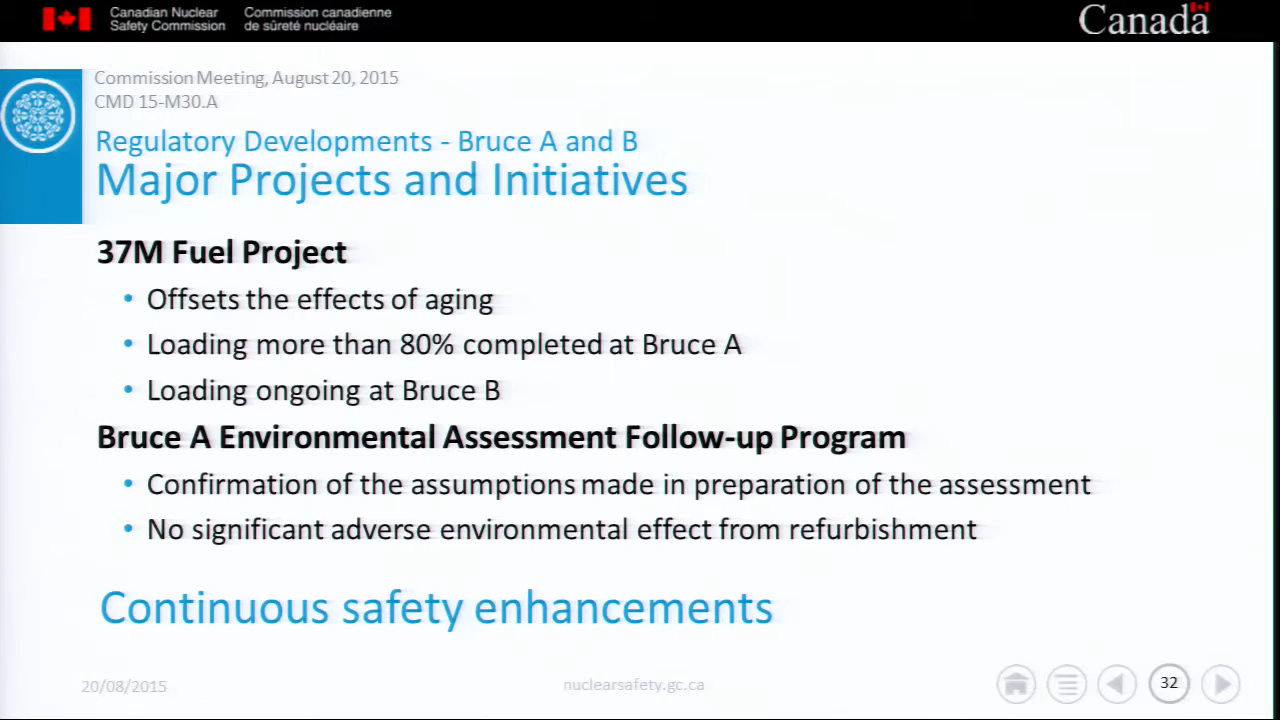 Canadian Nuclear
Safety Commission
Commission canadienne
de sûreté nucléaire
Canada
Commission Meeting, August 20, 2015
CMD 15-M30.A
Regulatory Developments - Bruce A and B
Major Projects and Initiatives
37M Fuel Project
• Offsets the effects of aging
• Loading more than 80% completed at Bruce A
• Loading ongoing at Bruce B
Bruce A Environmental Assessment Follow-up Program
• Confirmation of the assumptions made in preparation of the assessment
• No significant adverse environmental effect from refurbishment
Continuous safety enhancements
20/08/2015
nuclearsafety.gc.ca
32